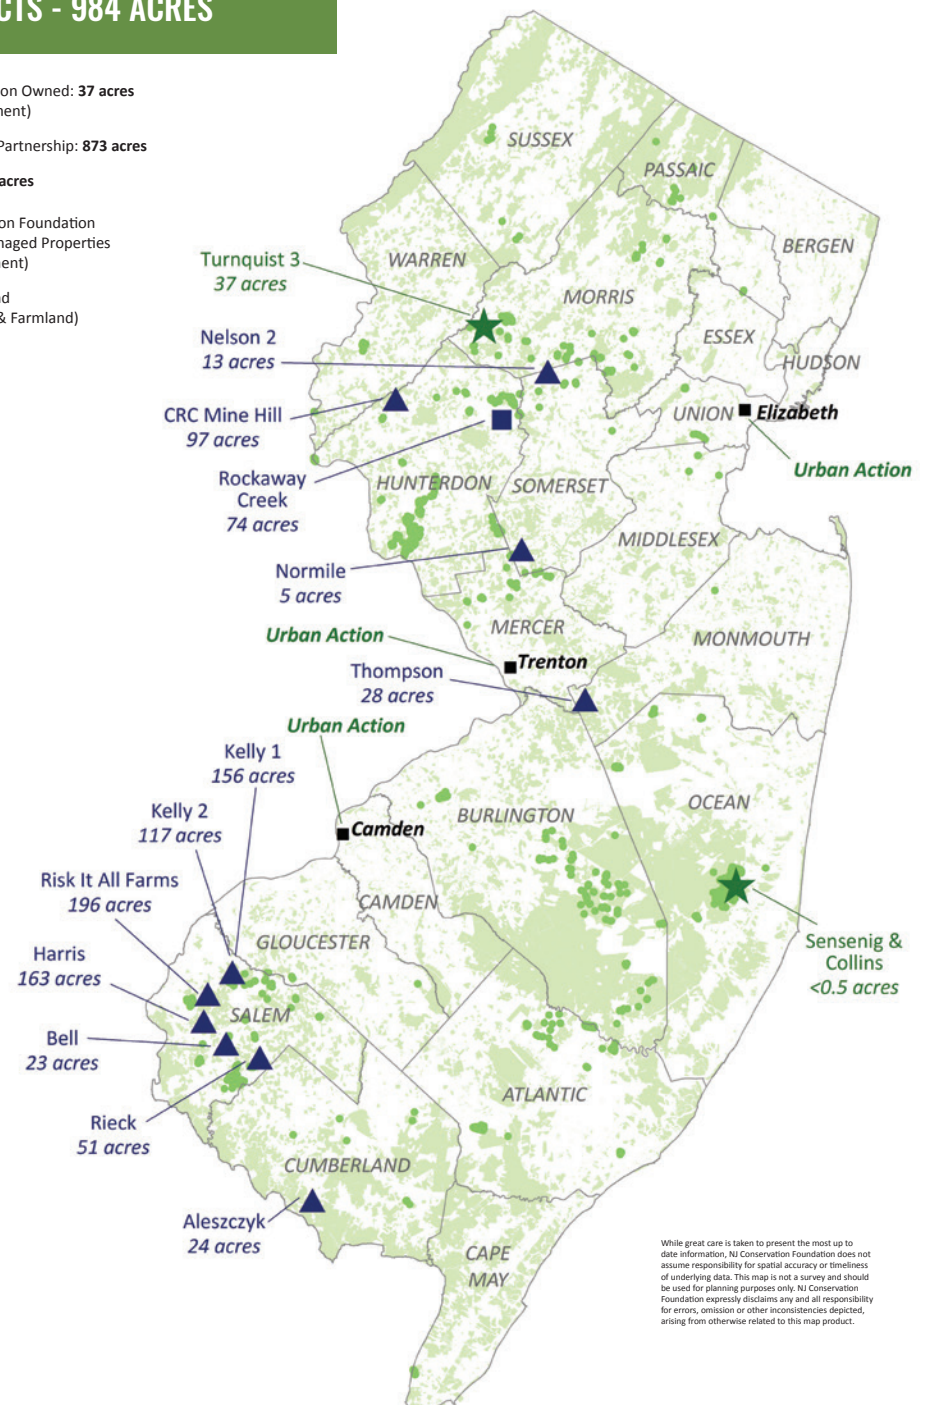 CTS - 984 ACRES
on Owned: 37 acres
ent)
Partnership: 873 acres
acres
on Foundation
naged Properties
ent)
nd
& Farmland)
SUSSEX
PASSAIC
BERGEN
WARREN
Turnquist 3
37 acres
MORRIS
ESSEX
HUDSON
Nelson 2
13 acres
CRC Mine Hill
97 acres
UNION
Elizabeth
Urban Action
Rockaway
Creek
74 acres
HUNTERDON
SOMERSET
MIDDLESEX
Normile
5 acres
MERCER
MONMOUTH
Urban Action
Trenton
Thompson
28 acres
Urban Action
Kelly 1
156 acres
Kelly 2
117 acres
BURLINGTON
OCEAN
Camden
Risk It All Farms
196 acres
CAMDEN
GLOUCESTER
Harris
163 acres
Sensenig &
Collins
<0.5 acres
SALEM
Bell
23 acres
ATLANTIC
Rieck
51 acres
CUMBERLAND
Aleszczyk
24 acres
CAPE
MAY
While great care is taken to present the most up to
date information, NJ Conservation Foundation does not
assume responsibility for spatial accuracy or timeliness
of underlying data. This map is not a survey and should
be used for planning purposes only. NJ Conservation
Foundation expressly disclaims any and all responsibility
for errors, omission or other inconsistencies depicted,
arising from otherwise related to this map product.